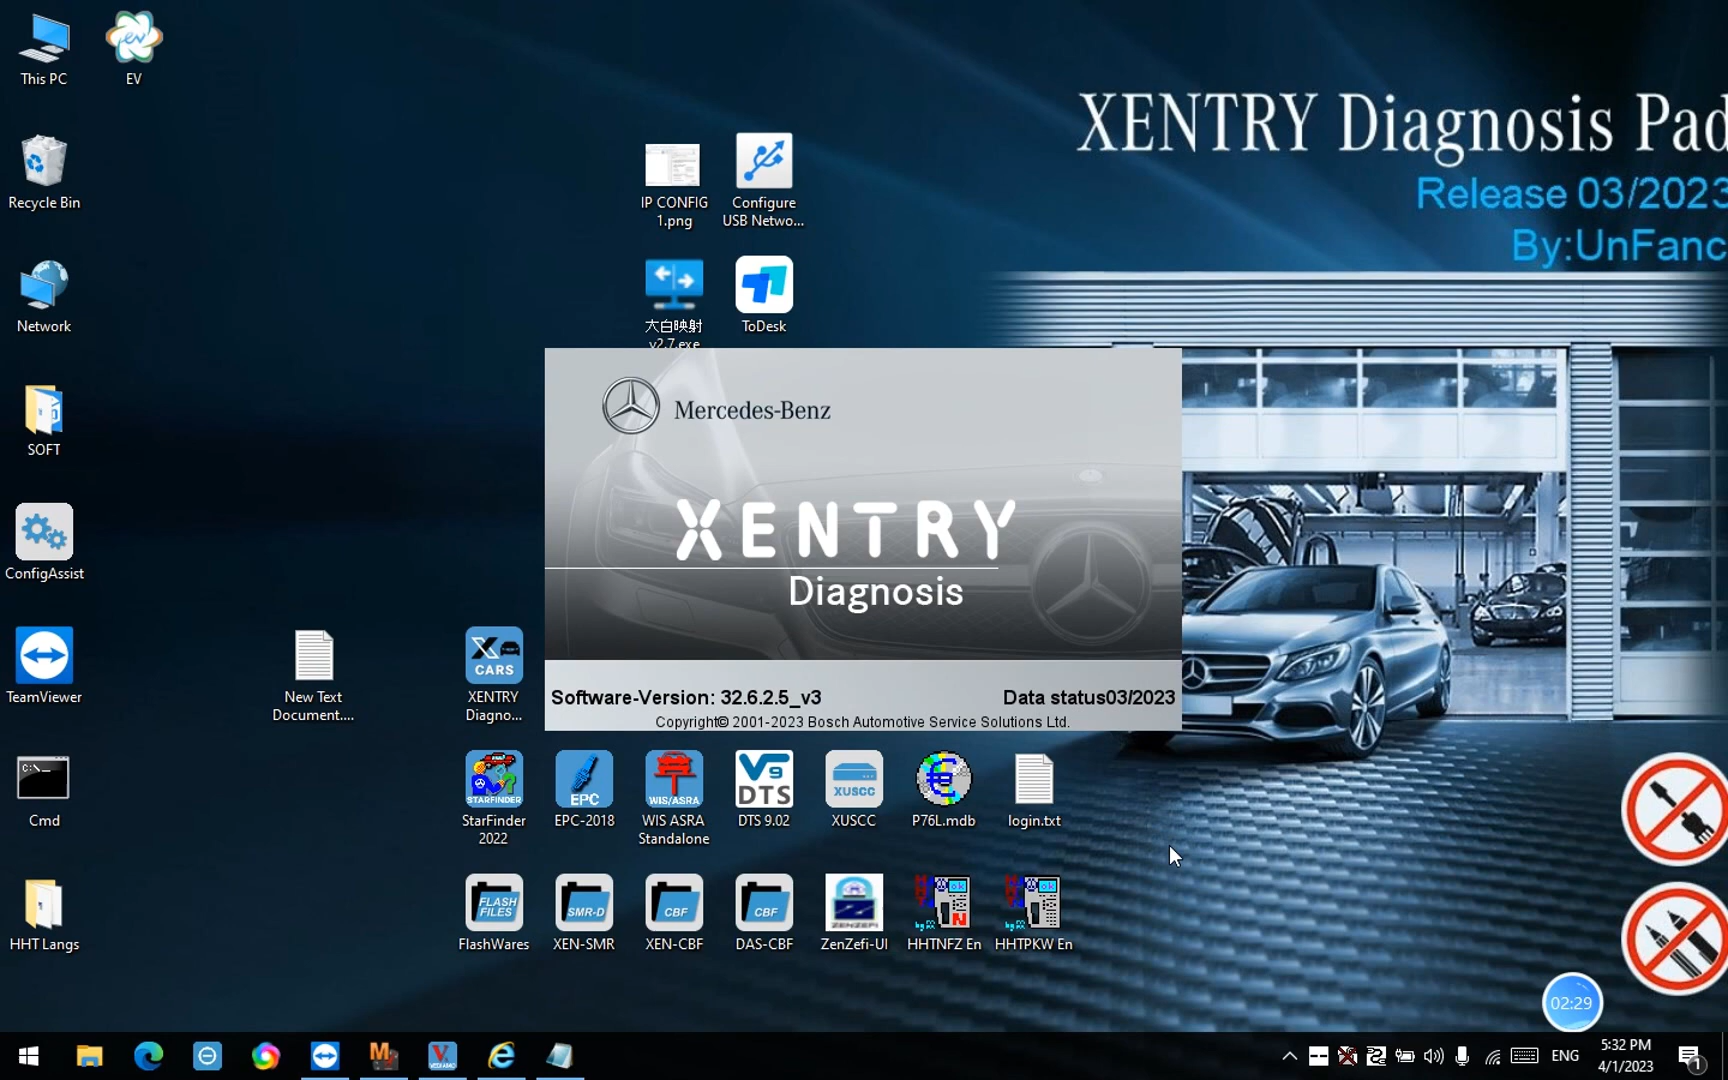 This PC
EV
XENTRY Diagnosis Pad
Release 03/2023
By:UnFanc
Recycle Bin
IP CONFIG
1.png
Configure
USB Netwo...
Network
大白映射
v2.7.exe
ToDesk
SOFT
Mercedes-Benz
XENTRY
Diagnosis
ConfigAssist
TeamViewer
New Text
Document....
X
CARS
XENTRY
Diagno...
Software-Version: 32.6.2.5_v3
Data status03/2023
Copyright© 2001-2023 Bosch Automotive Service Solutions Ltd.
C:\_
Cmd
STARFINDER
StarFinder
2022
EPC
EPC-2018
WIS/ASRA
WIS ASRA
Standalone
V9
DTS
DTS 9.02
XUSCC
XUSCC
P76L.mdb
login.txt
HHT Langs
FLASH
FILES
FlashWares
SMR-D
XEN-SMR
CBF
XEN-CBF
CBF
DAS-CBF
ZenZefi-UI
HHTNFZ En
HHTPKW En
02:29
ENG
5:32 PM
4/1/2023
1